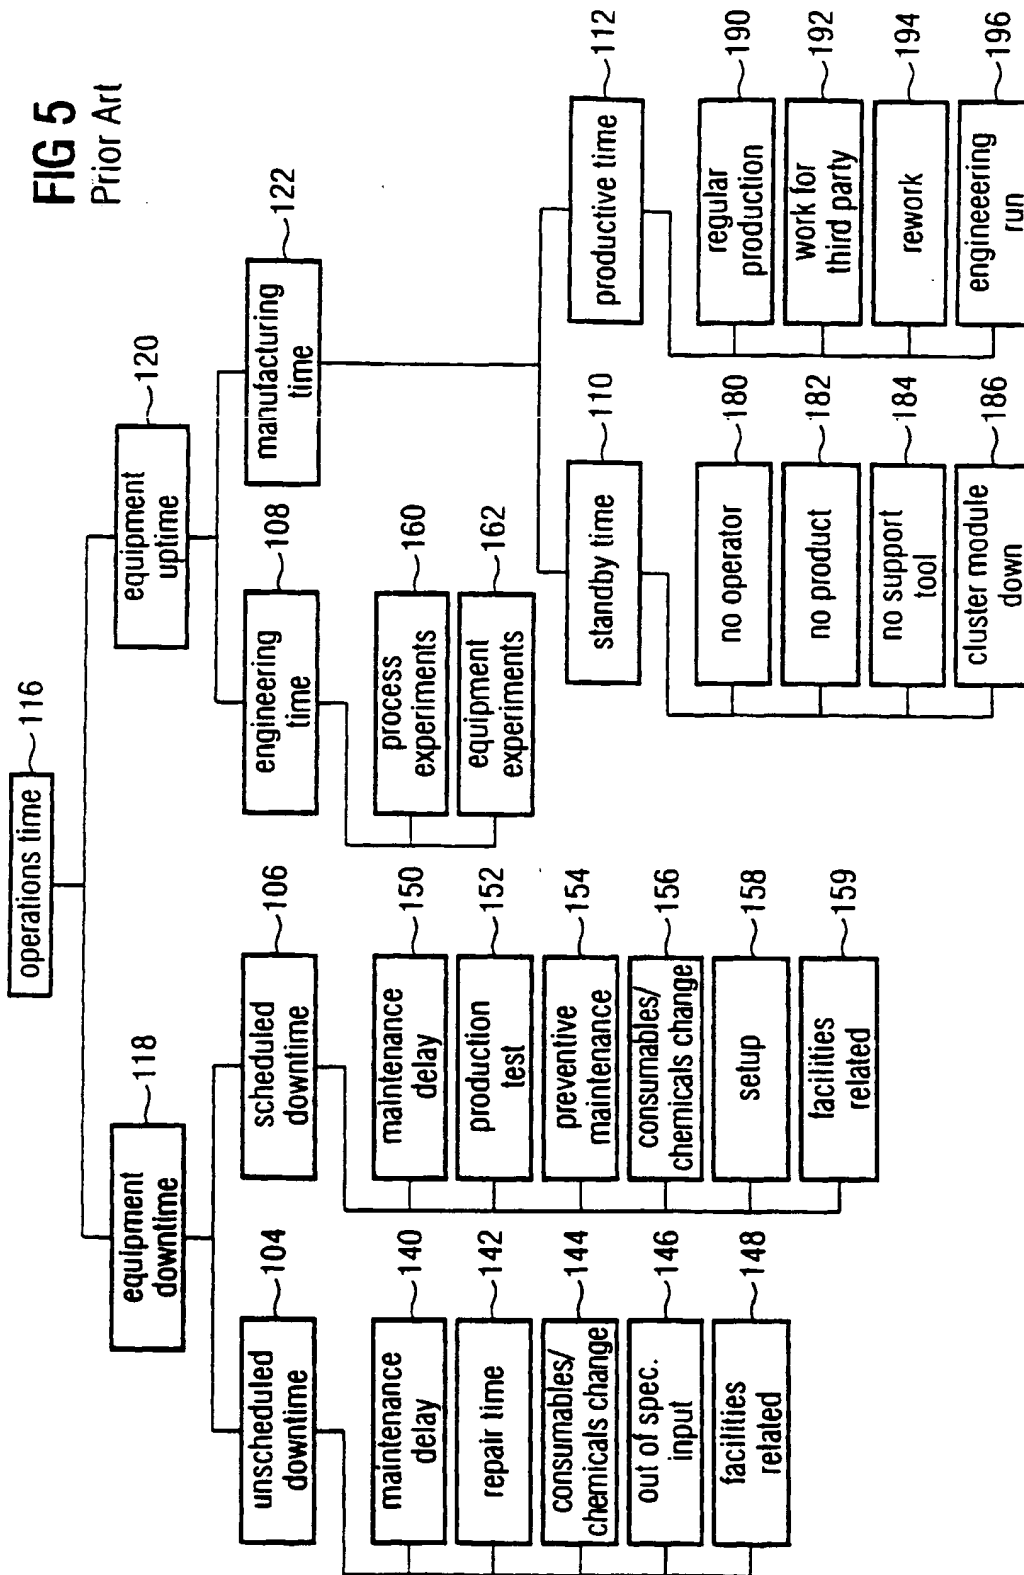 FIG 5
Prior Art
operations time
116
equipment
downtime
118
equipment
uptime
120
unscheduled
downtime
104
scheduled
downtime
106
engineering
time
108
manufacturing
time
122
maintenance
delay
140
repair time
142
consumables/
chemicals change
144
out of spec.
input
146
facilities
related
148
maintenance
delay
150
production
test
152
preventive
maintenance
154
consumables/
chemicals change
156
setup
158
facilities
related
159
process
experiments
160
equipment
experiments
162
standby time
110
productive time
112
no operator
180
no product
182
no support
tool
184
cluster module
down
186
regular
production
190
work for
third party
192
rework
194
engineering
run
196